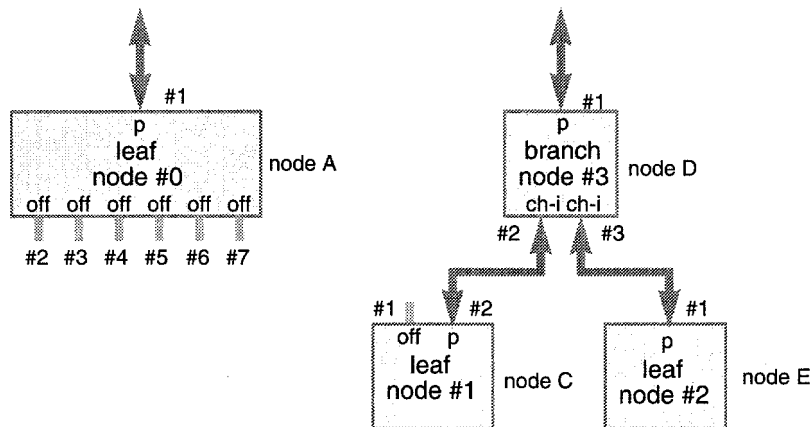 #1
p
leaf
node #0
node A
off off off off off off
#2 #3 #4 #5 #6 #7
#1
p
branch
node #3
node D
ch-i ch-i
#2 #3
#1 #2
off p
leaf
node #1
node C
#1
p
leaf
node #2
node E